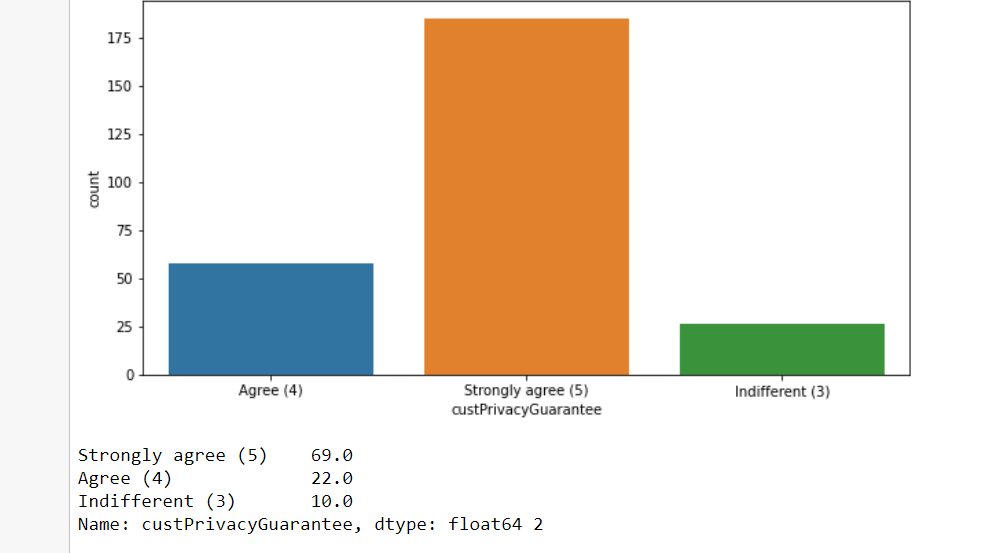 175
150
125
100
75
50
25
0
count
Agree (4) Strongly agree (5) Indifferent (3)
custPrivacyGuarantee
Strongly agree (5) 69.0
Agree (4) 22.0
Indifferent (3) 10.0
Name: custPrivacyGuarantee, dtype: float64 2